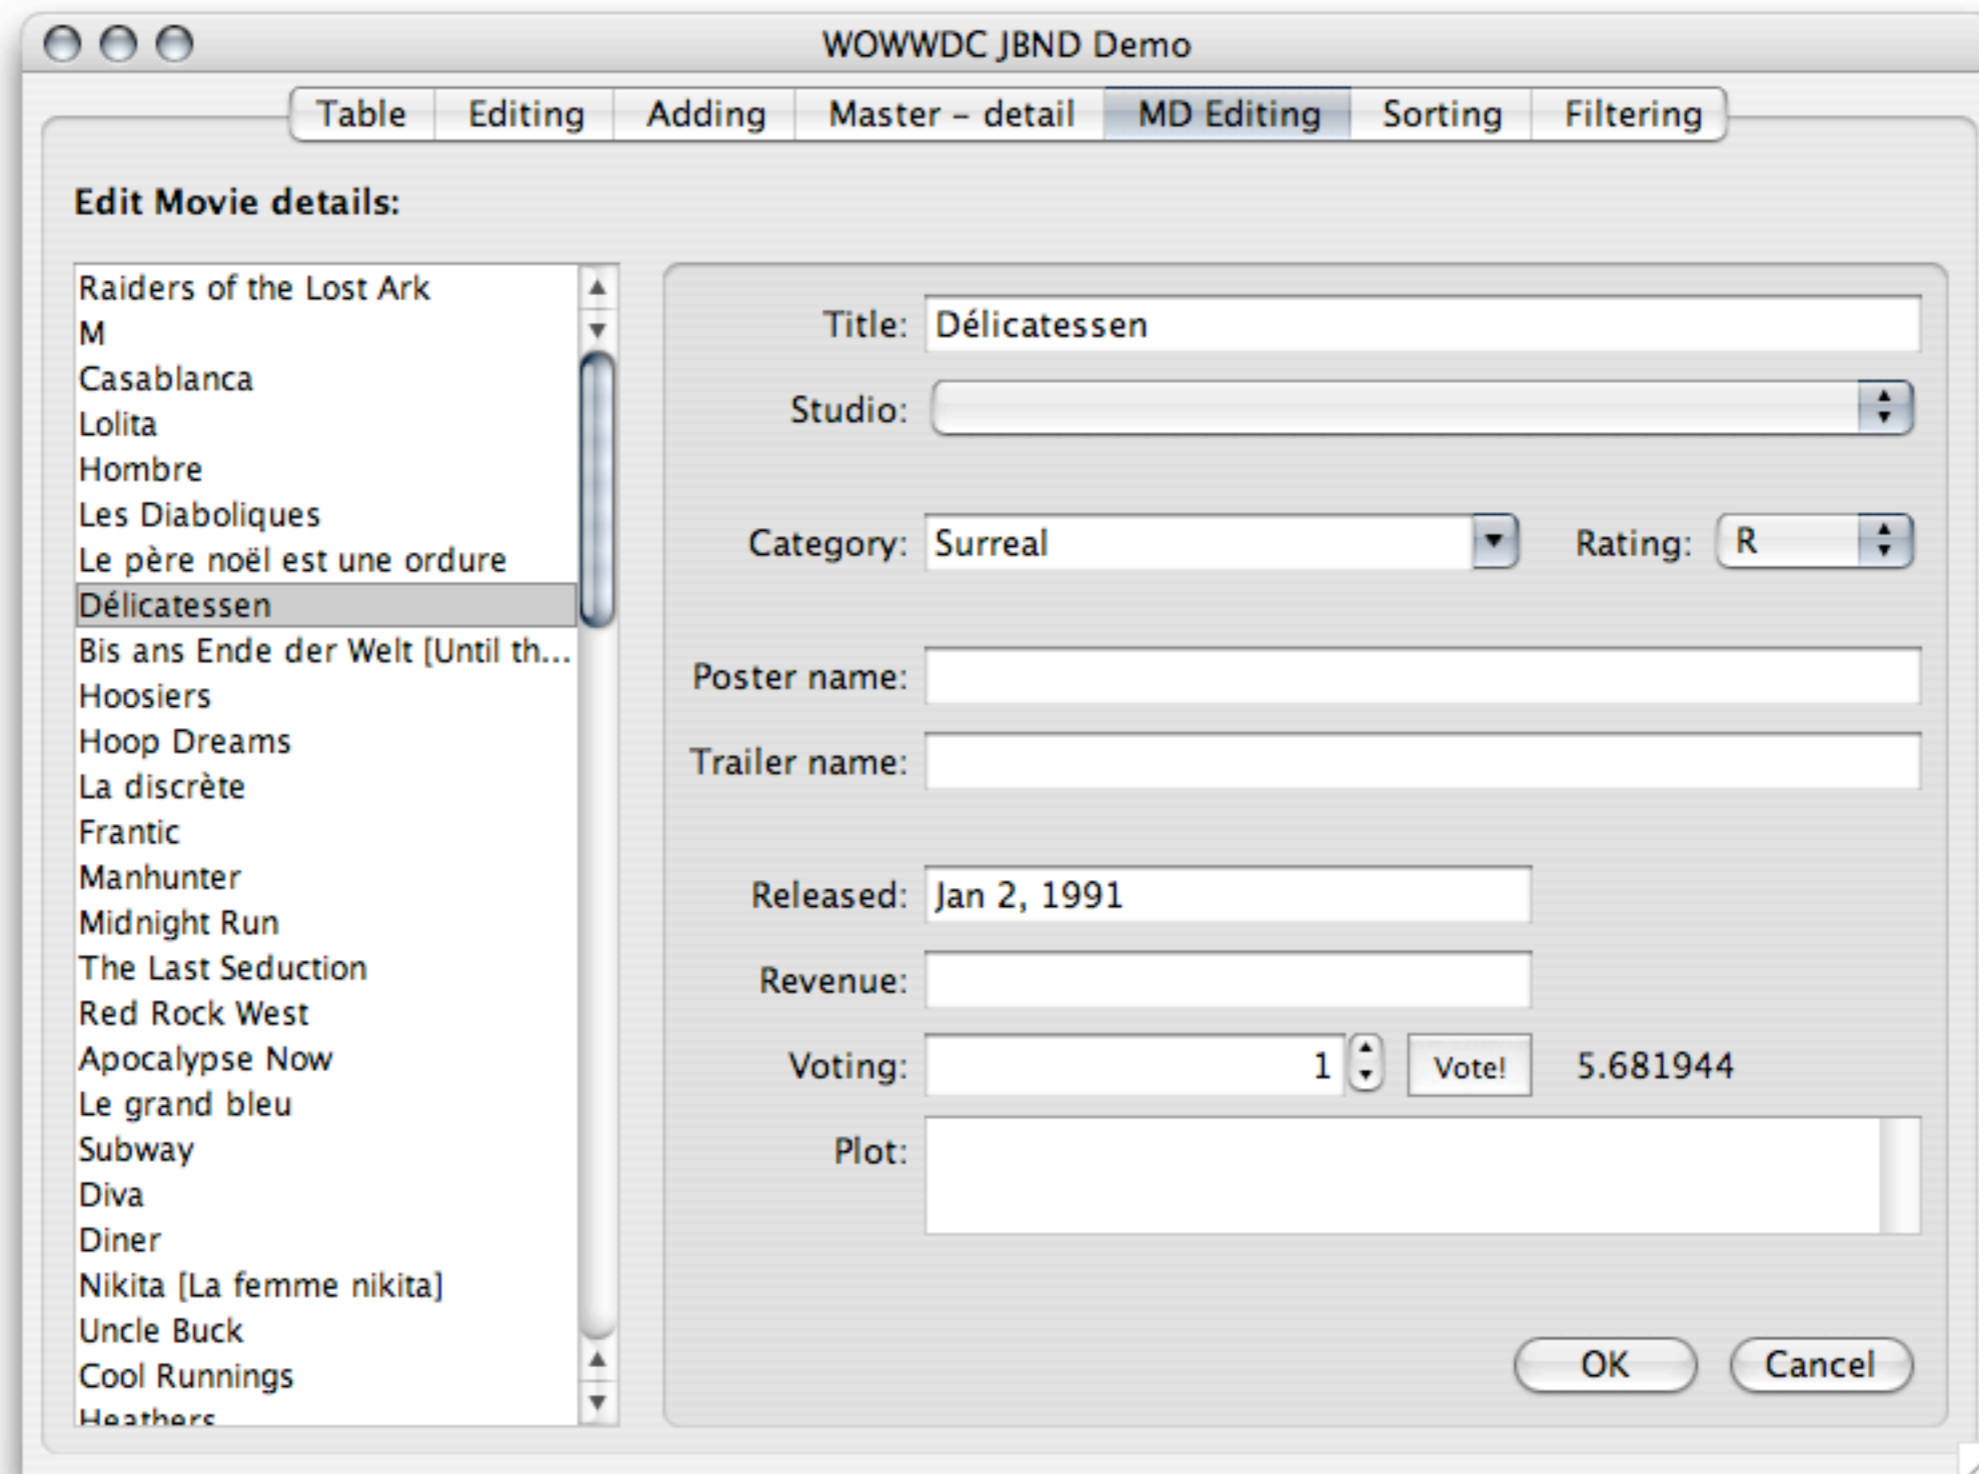 WOWWDC JBND Demo
Table Editing Adding Master – detail MD Editing Sorting Filtering
Edit Movie details:
Raiders of the Lost Ark
M
Casablanca
Lolita
Hombre
Les Diaboliques
Le père noël est une ordure
Délicatessen
Bis ans Ende der Welt [Until th...
Hoosiers
Hoop Dreams
La discrète
Frantic
Manhunter
Midnight Run
The Last Seduction
Red Rock West
Apocalypse Now
Le grand bleu
Subway
Diva
Diner
Nikita [La femme nikita]
Uncle Buck
Cool Runnings
Heathers
Title: Délicatessen
Studio:
Category: Surreal Rating: R
Poster name:
Trailer name:
Released: Jan 2, 1991
Revenue:
Voting: 1 Vote! 5.681944
Plot:
OK Cancel